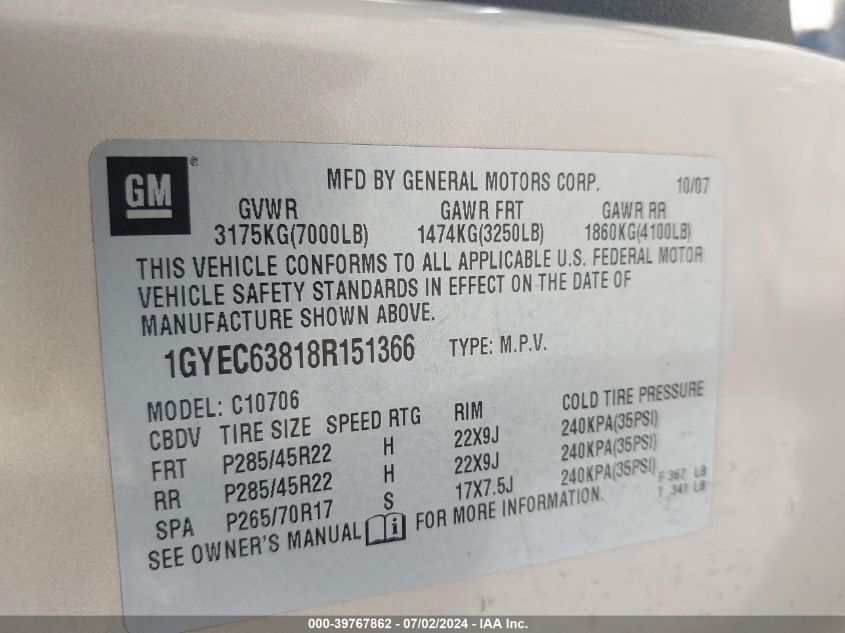 GM ®
MFD BY GENERAL MOTORS CORP. 10/07
GVWR GAWR FRT GAWR RR
3175KG(7000LB) 1474KG(3250LB) 1860KG(4100LB)
THIS VEHICLE CONFORMS TO ALL APPLICABLE U.S. FEDERAL MOTOR
VEHICLE SAFETY STANDARDS IN EFFECT ON THE DATE OF
MANUFACTURE SHOWN ABOVE.
1GYEC63818R151366 TYPE: M.P.V.
MODEL: C10706
CBDV TIRE SIZE SPEED RTG RIM COLD TIRE PRESSURE
FRT P285/45R22 H 22X9J 240KPA(35PSI)
RR P285/45R22 H 22X9J 240KPA(35PSI)
SPA P265/70R17 S 17X7.5J 240KPA(35PSI)
F 367 LB
T 341 LB
SEE OWNER'S MANUAL i FOR MORE INFORMATION.
000-39767862 / 07/02/2024 - IAA Inc.